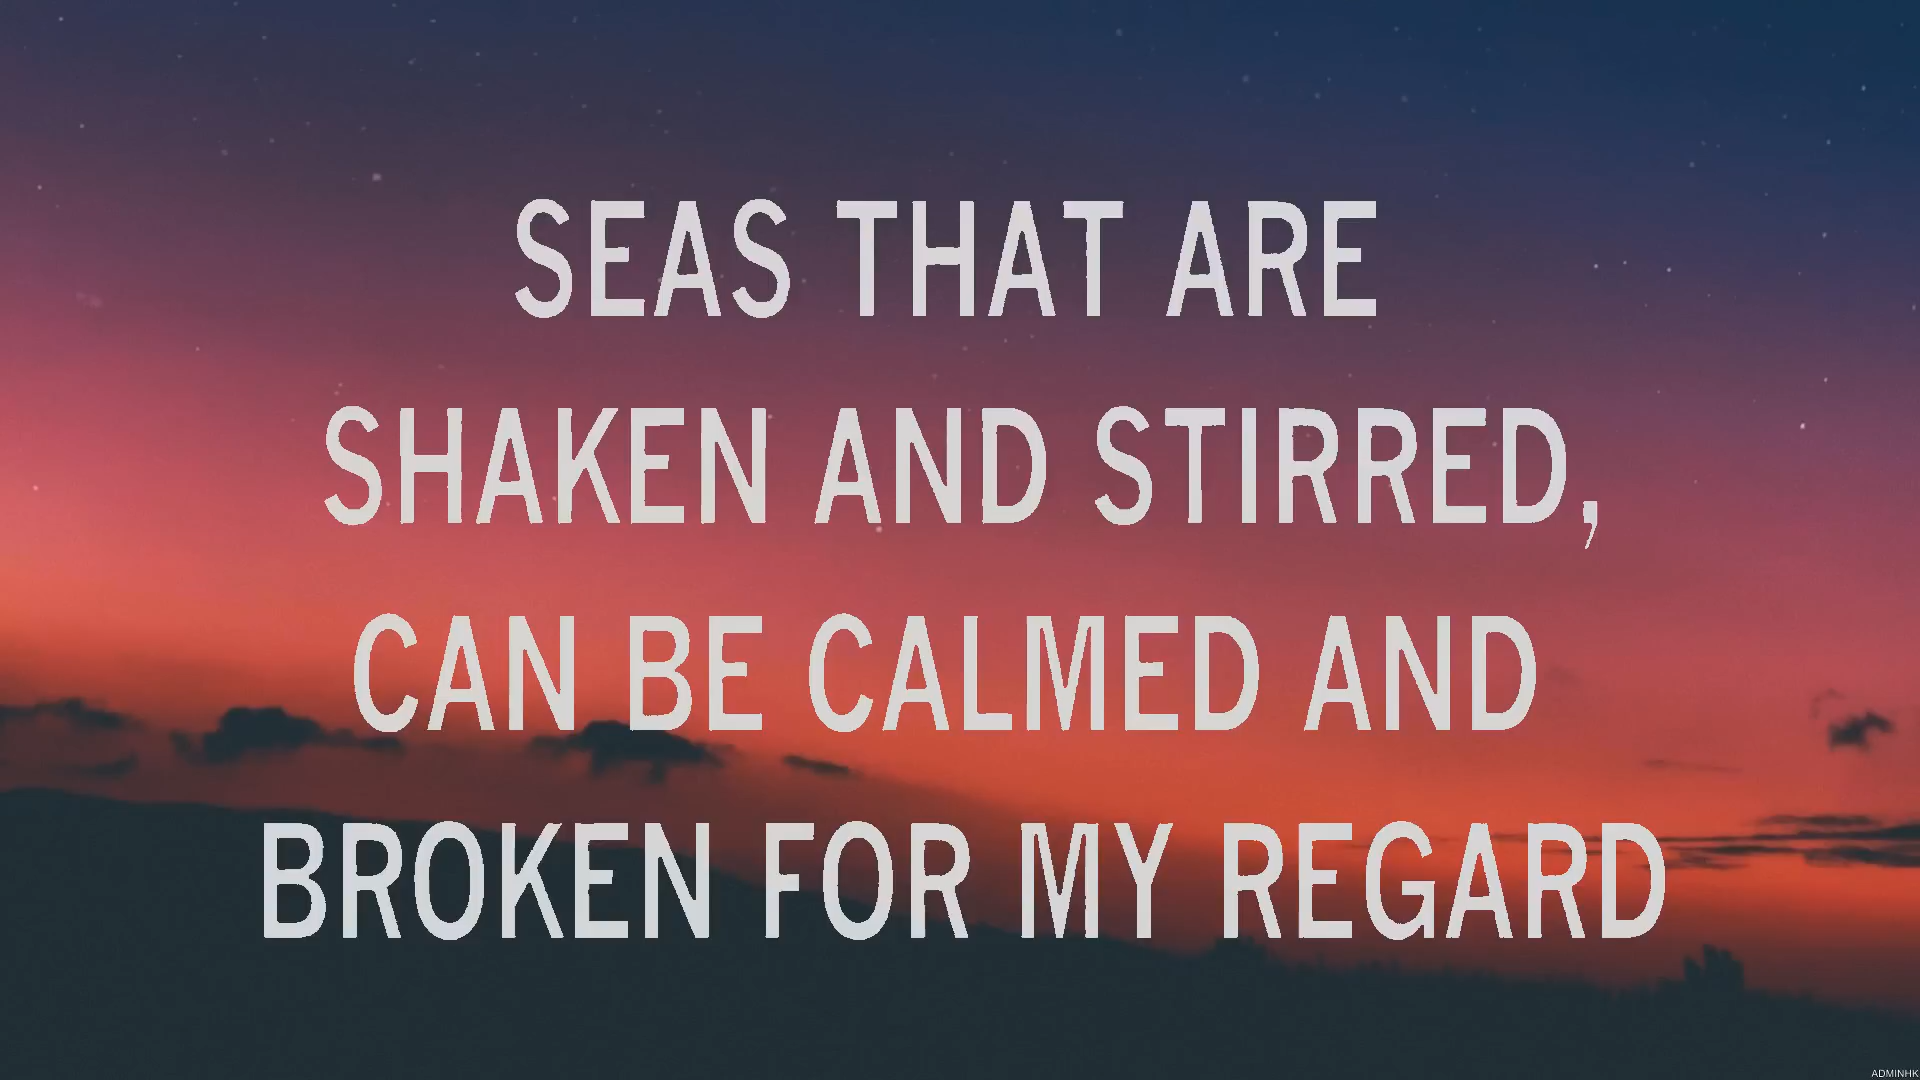 SEAS THAT ARE
SHAKEN AND STIRRED,
CAN BE CALMED AND
BROKEN FOR MY REGARD
ADMINHK